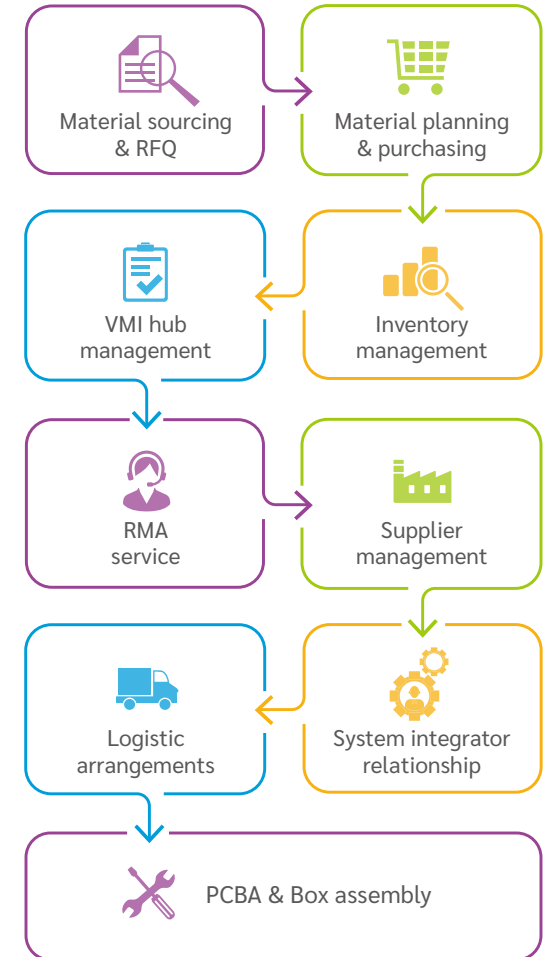 Material sourcing
& RFQ
Material planning
& purchasing
Inventory
management
VMI hub
management
RMA
service
Supplier
management
System integrator
relationship
Logistic
arrangements
PCBA & Box assembly